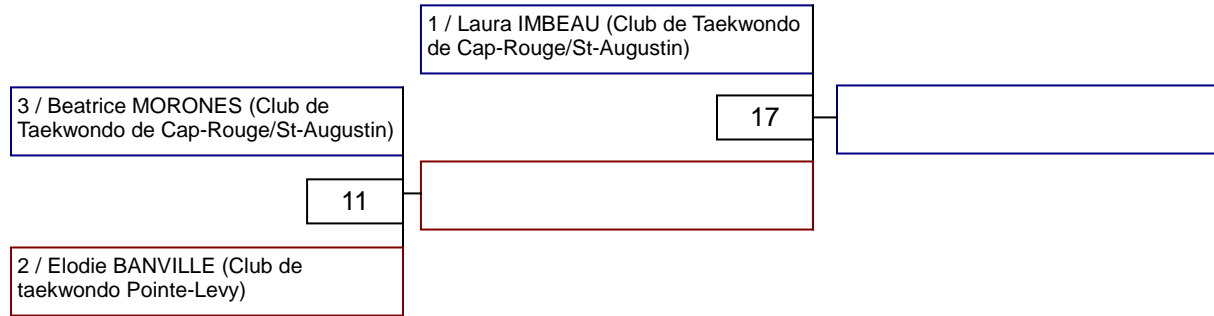 1 / Laura IMBEAU (Club de Taekwondo
de Cap-Rouge/St-Augustin)
3 / Beatrice MORONES (Club de
Taekwondo de Cap-Rouge/St-Augustin)
17
11
2 / Elodie BANVILLE (Club de
taekwondo Pointe-Levy)